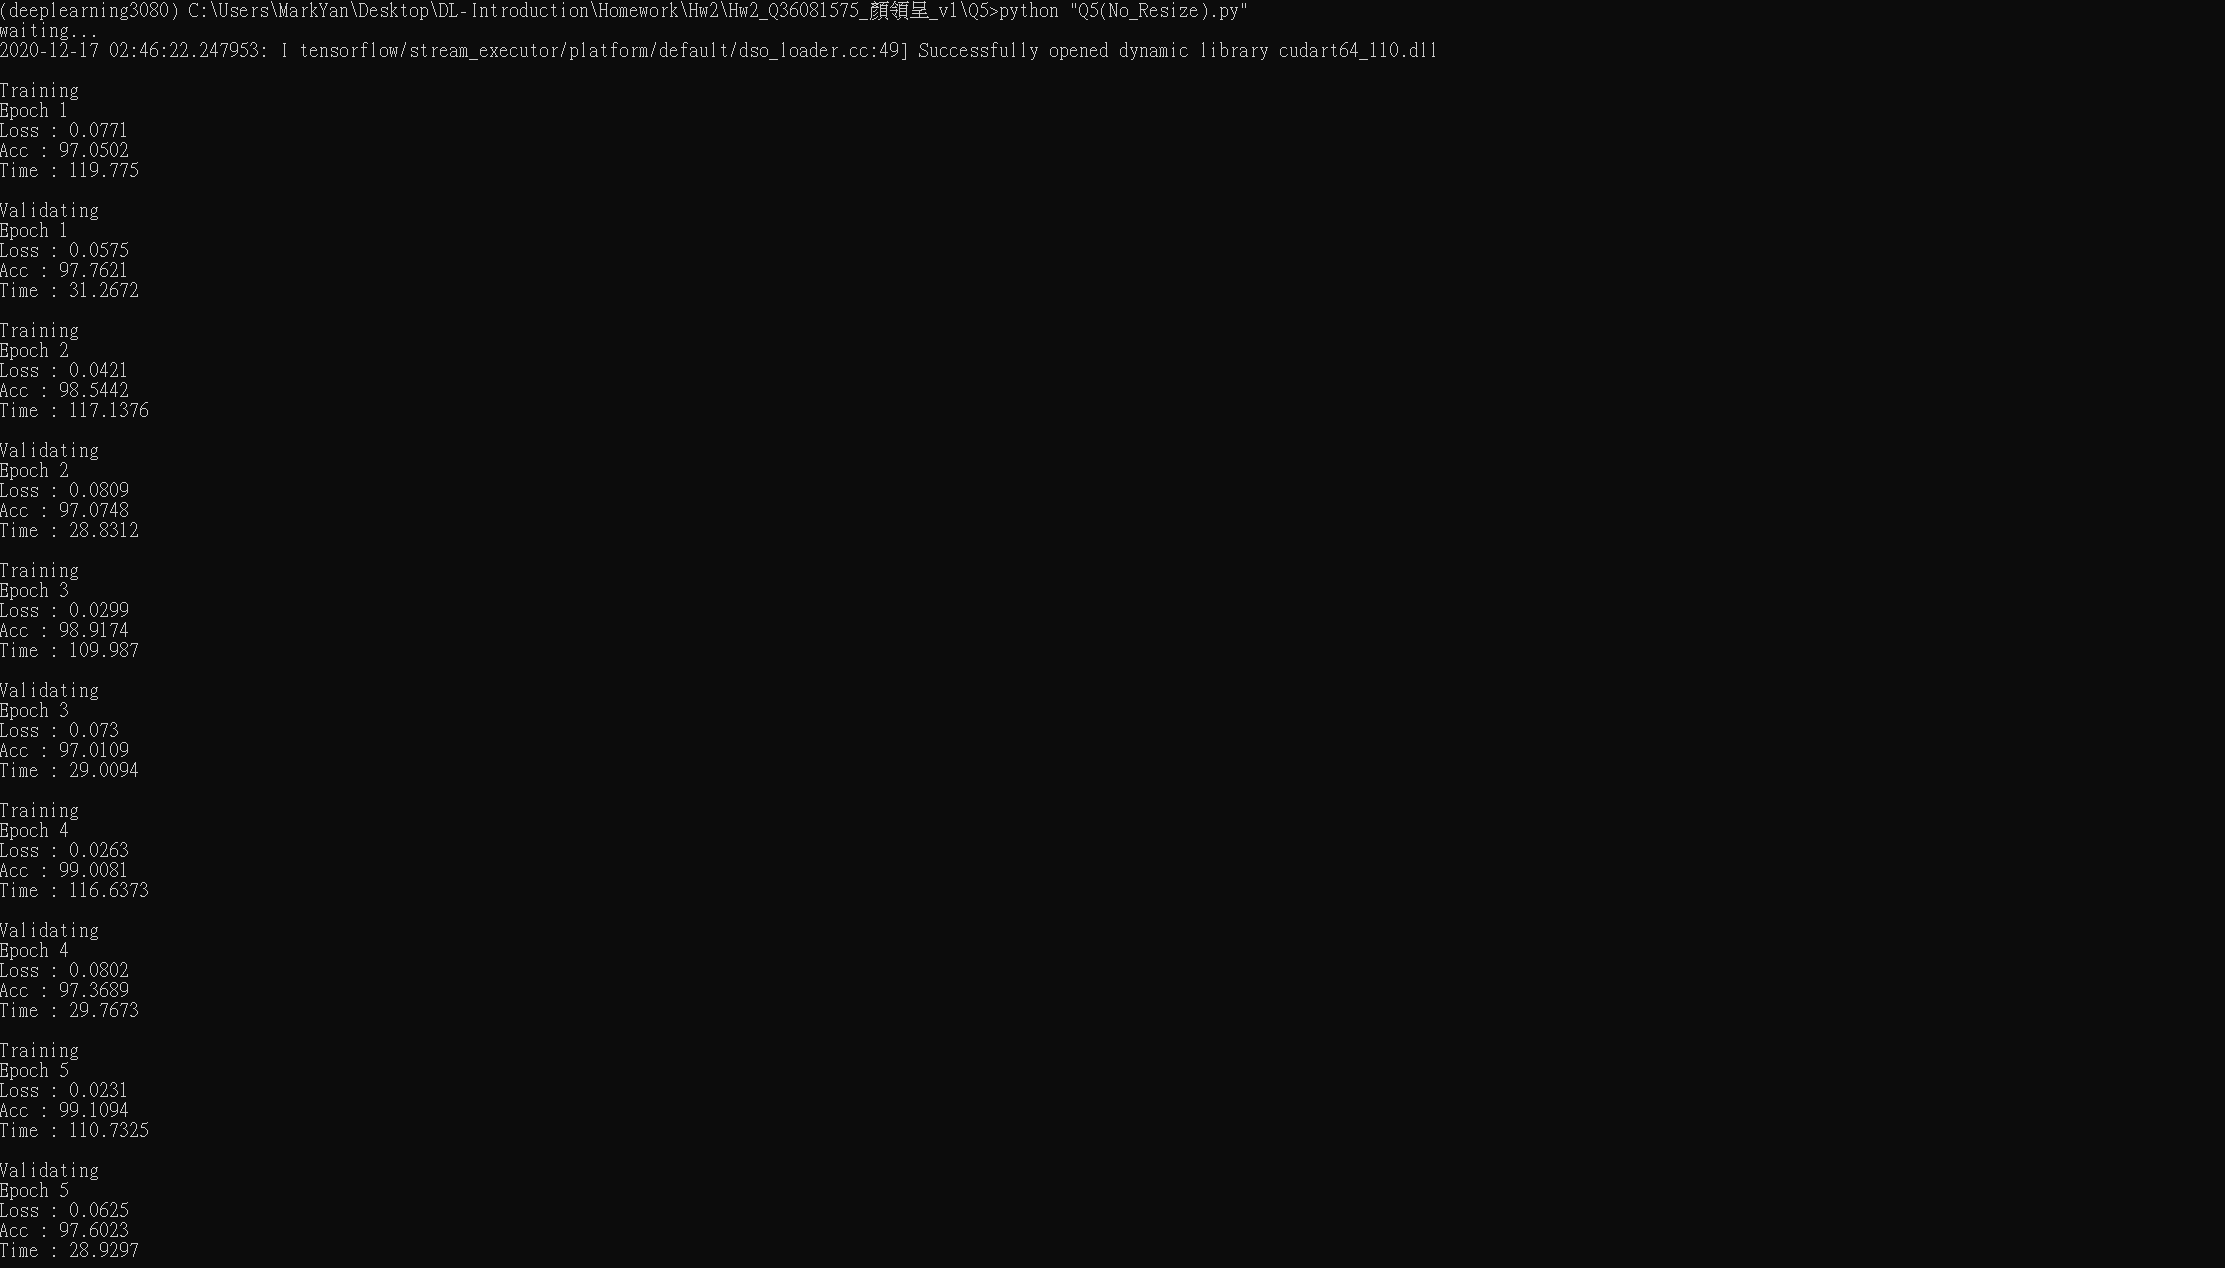 (deeplearning3080) C:\Users\MarkYan\Desktop\DL-Introduction\Homework\Hw2\Hw2_Q36081575_顏領呈_v1\Q5>python "Q5(No_Resize).py"
waiting...
2020-12-17 02:46:22.247953: I tensorflow/stream_executor/platform/default/dso_loader.cc:49] Successfully opened dynamic library cudart64_110.dll
Training
Epoch 1
Loss : 0.0771
Acc : 97.0502
Time : 119.775
Validating
Epoch 1
Loss : 0.0575
Acc : 97.7621
Time : 31.2672
Training
Epoch 2
Loss : 0.0421
Acc : 98.5442
Time : 117.1376
Validating
Epoch 2
Loss : 0.0809
Acc : 97.0748
Time : 28.8312
Training
Epoch 3
Loss : 0.0299
Acc : 98.9174
Time : 109.987
Validating
Epoch 3
Loss : 0.073
Acc : 97.0109
Time : 29.0094
Training
Epoch 4
Loss : 0.0263
Acc : 99.0081
Time : 116.6373
Validating
Epoch 4
Loss : 0.0802
Acc : 97.3689
Time : 29.7673
Training
Epoch 5
Loss : 0.0231
Acc : 99.1094
Time : 110.7325
Validating
Epoch 5
Loss : 0.0625
Acc : 97.6023
Time : 28.9297